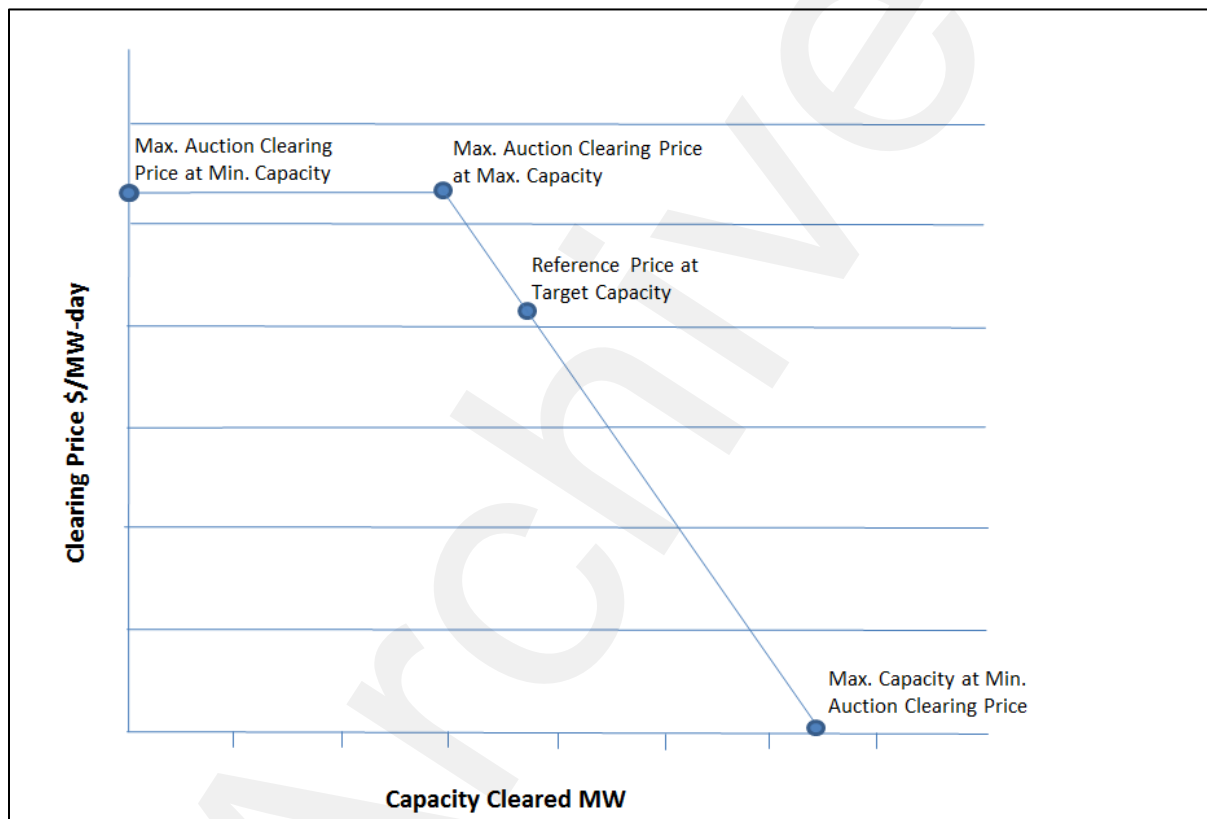 Max. Auction Clearing
Price at Min. Capacity
Max. Auction Clearing Price
at Max. Capacity
Reference Price at
Target Capacity
Max. Capacity at Min.
Auction Clearing Price
Clearing Price $/MW-day
Capacity Cleared MW
Archive